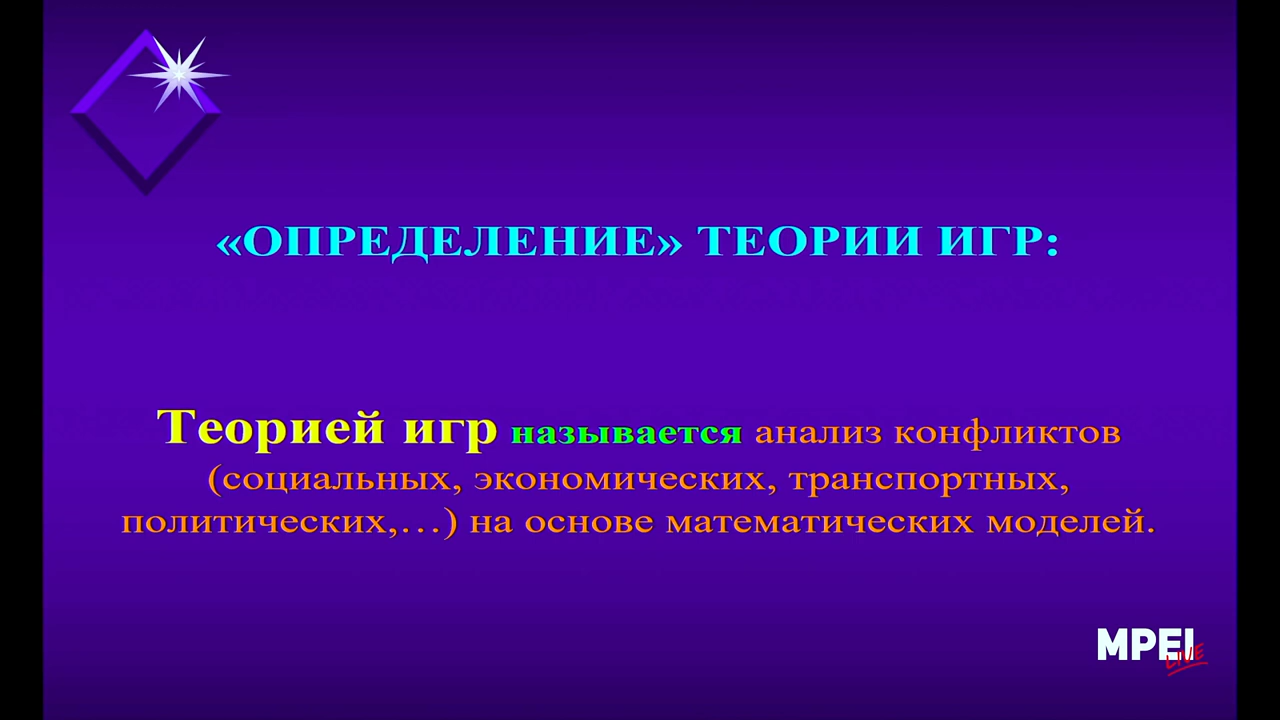 «ОПРЕДЕЛЕНИЕ» ТЕОРИИ ИГР:
Теорией игр называется анализ конфликтов
(социальных, экономических, транспортных,
политических,…) на основе математических моделей.
MPEI
LIVE